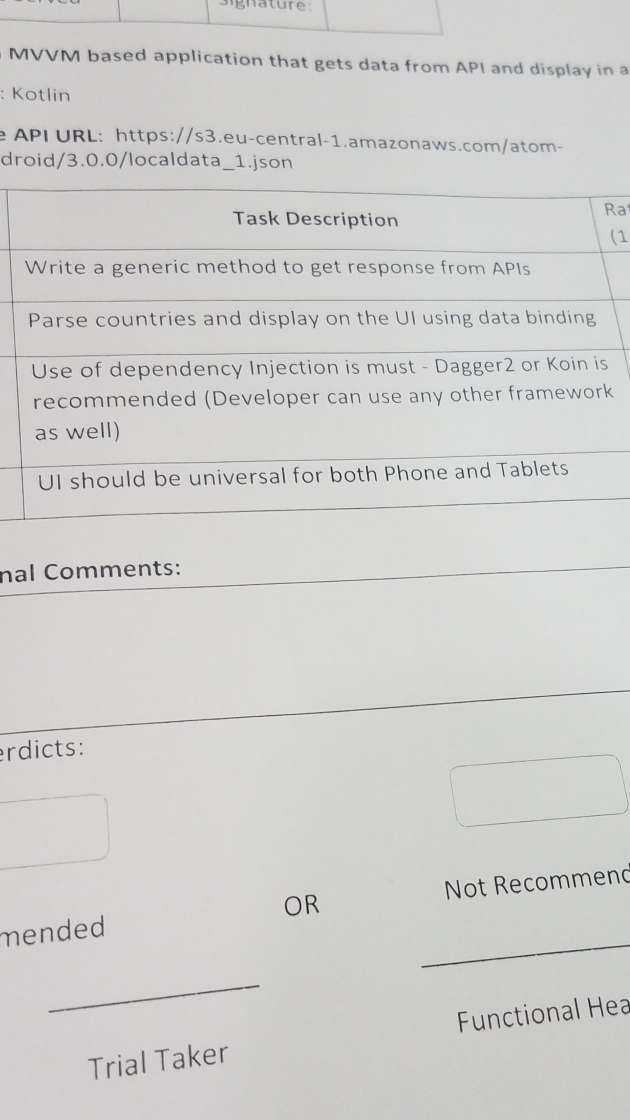 Signature:
MVVM based application that gets data from API and display in a
: Kotlin
API URL: https://s3.eu-central-1.amazonaws.com/atom-
droid/3.0.0/localdata_1.json
Task Description
(1
Write a generic method to get response from APIs
Parse countries and display on the UI using data binding
Use of dependency Injection is must - Dagger2 or Koin is
recommended (Developer can use any other framework
as well)
UI should be universal for both Phone and Tablets
nal Comments:
erdicts:
mended
OR
Not Recommend
Trial Taker
Functional Hea